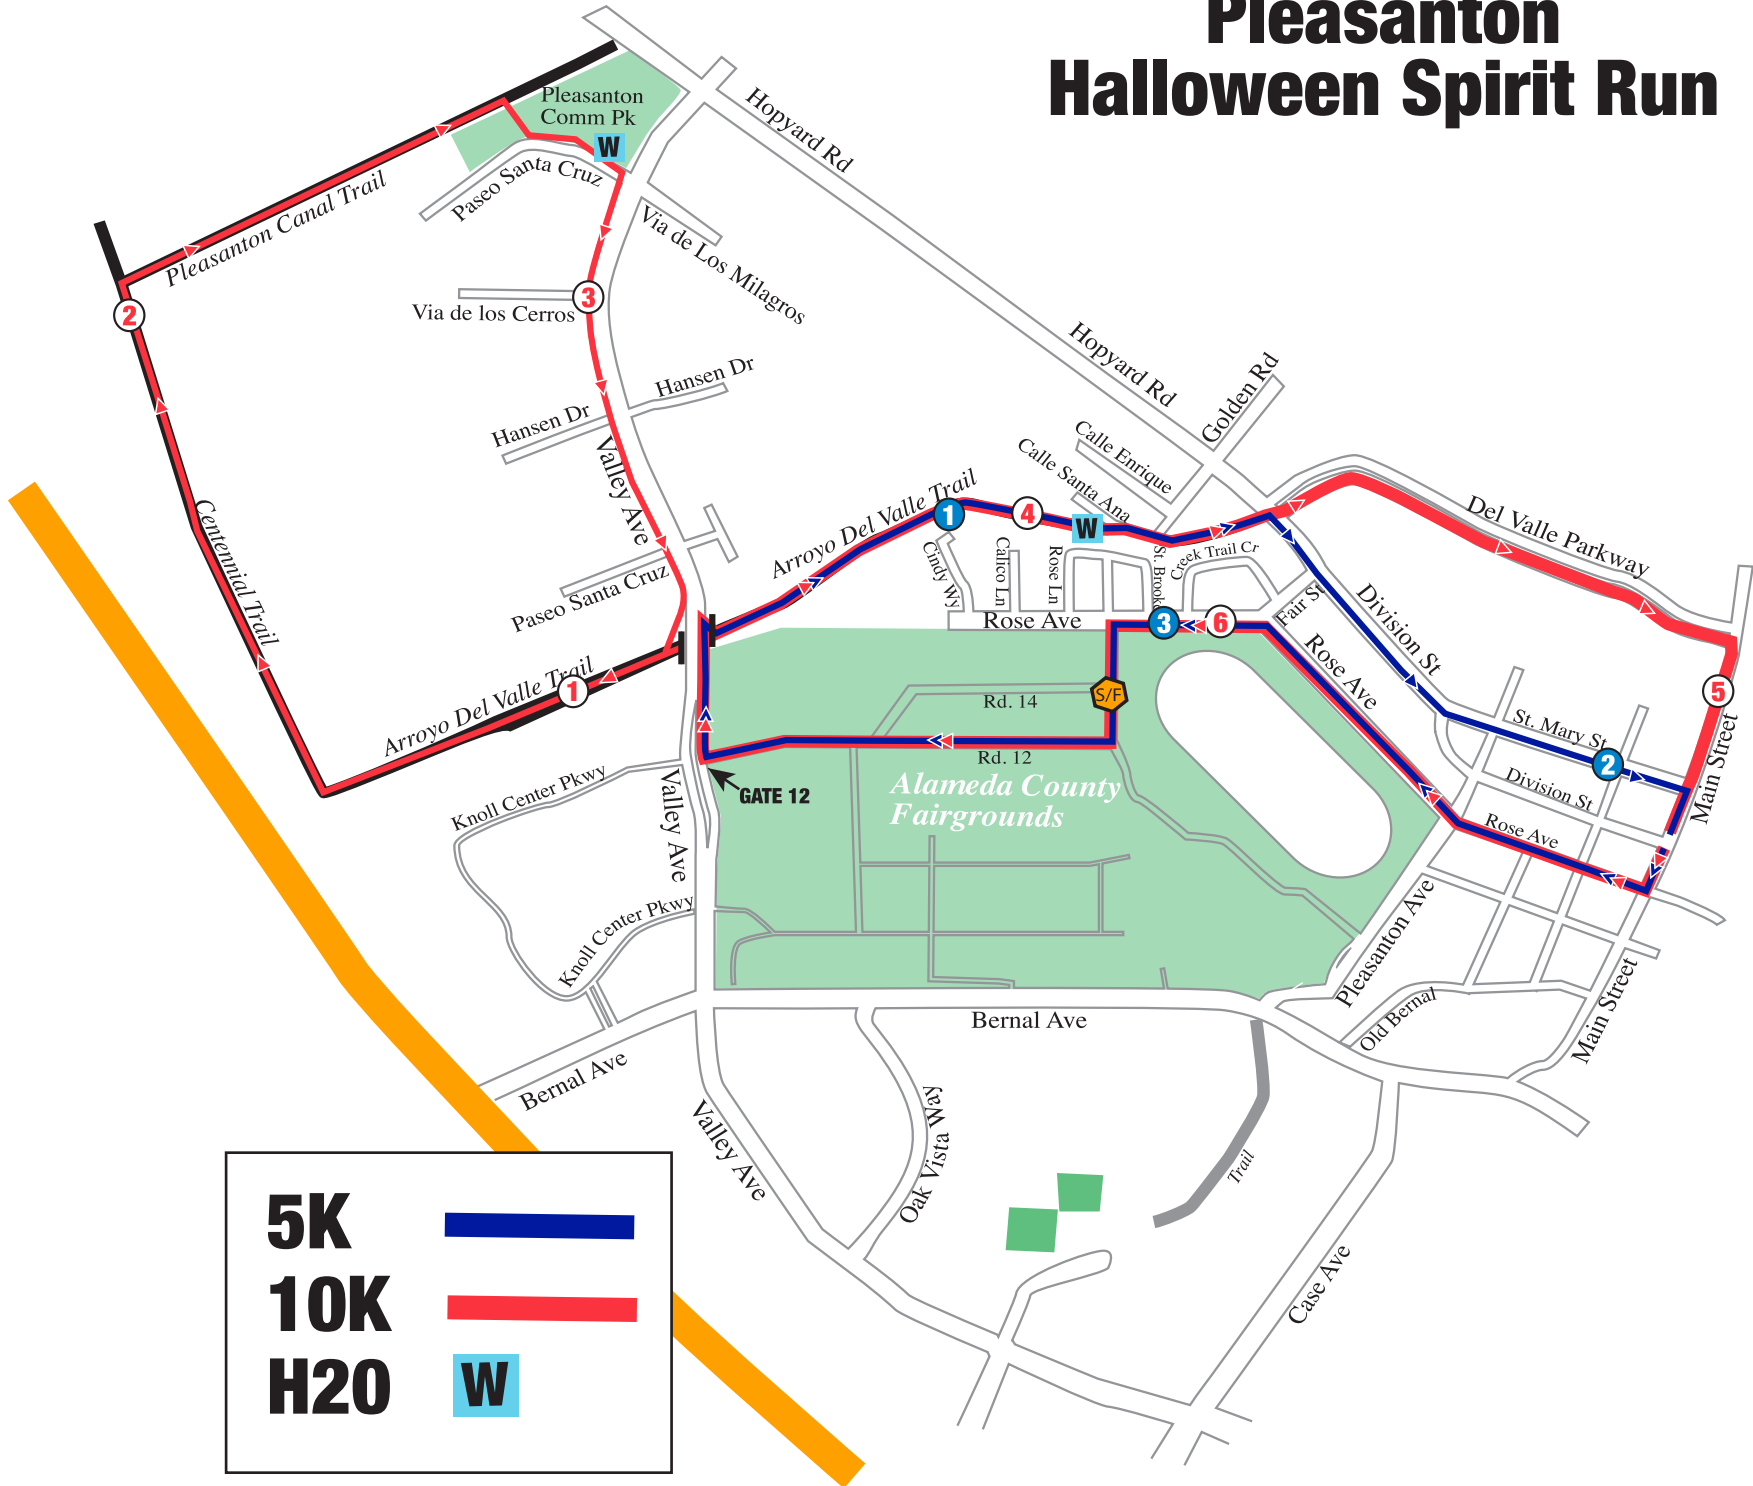 Pleasanton
Halloween Spirit Run
Pleasanton
Comm Pk
W
Hopyard Rd
Paseo Santa Cruz
Pleasanton Canal Trail
Via de Los Milagros
2
3
Via de los Cerros
Hopyard Rd
Golden Rd
Hansen Dr
Hansen Dr
Valley Ave
Calle Enrique
Calle Santa Ana
Arroyo Del Valle Trail
1
4
W
Del Valle Parkway
Centennial Trail
Paseo Santa Cruz
Cindy Wy
Calico Ln
Rose Ln
St. Brooke
Creek Trail Cr
Fair St
Division St
Rose Ave
3
6
Rose Ave
Arroyo Del Valle Trail
1
Rd. 14
S/F
5
Main Street
St. Mary St
2
Rd. 12
Alameda County
Fairgrounds
GATE 12
Division St
Rose Ave
Knoll Center Pkwy
Valley Ave
Knoll Center Pkwy
Pleasanton Ave
Old Bernal
Main Street
Bernal Ave
Bernal Ave
Valley Ave
Oak Vista Way
Trail
Case Ave
5K
10K
H20
W